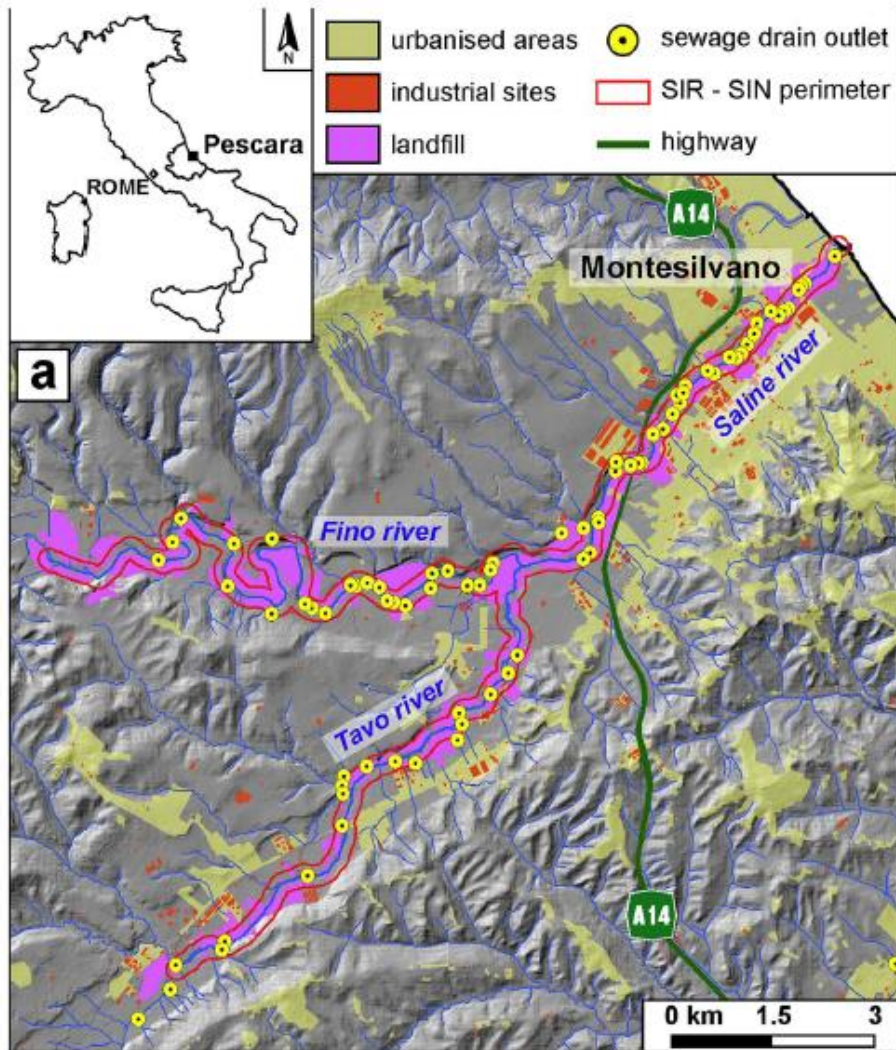 N
Pescara
ROME
urbanised areas
industrial sites
landfill
sewage drain outlet
SIR - SIN perimeter
highway
a
A14
Montesilvano
Saline river
Fino river
Tavo river
A14
0 km 1.5 3